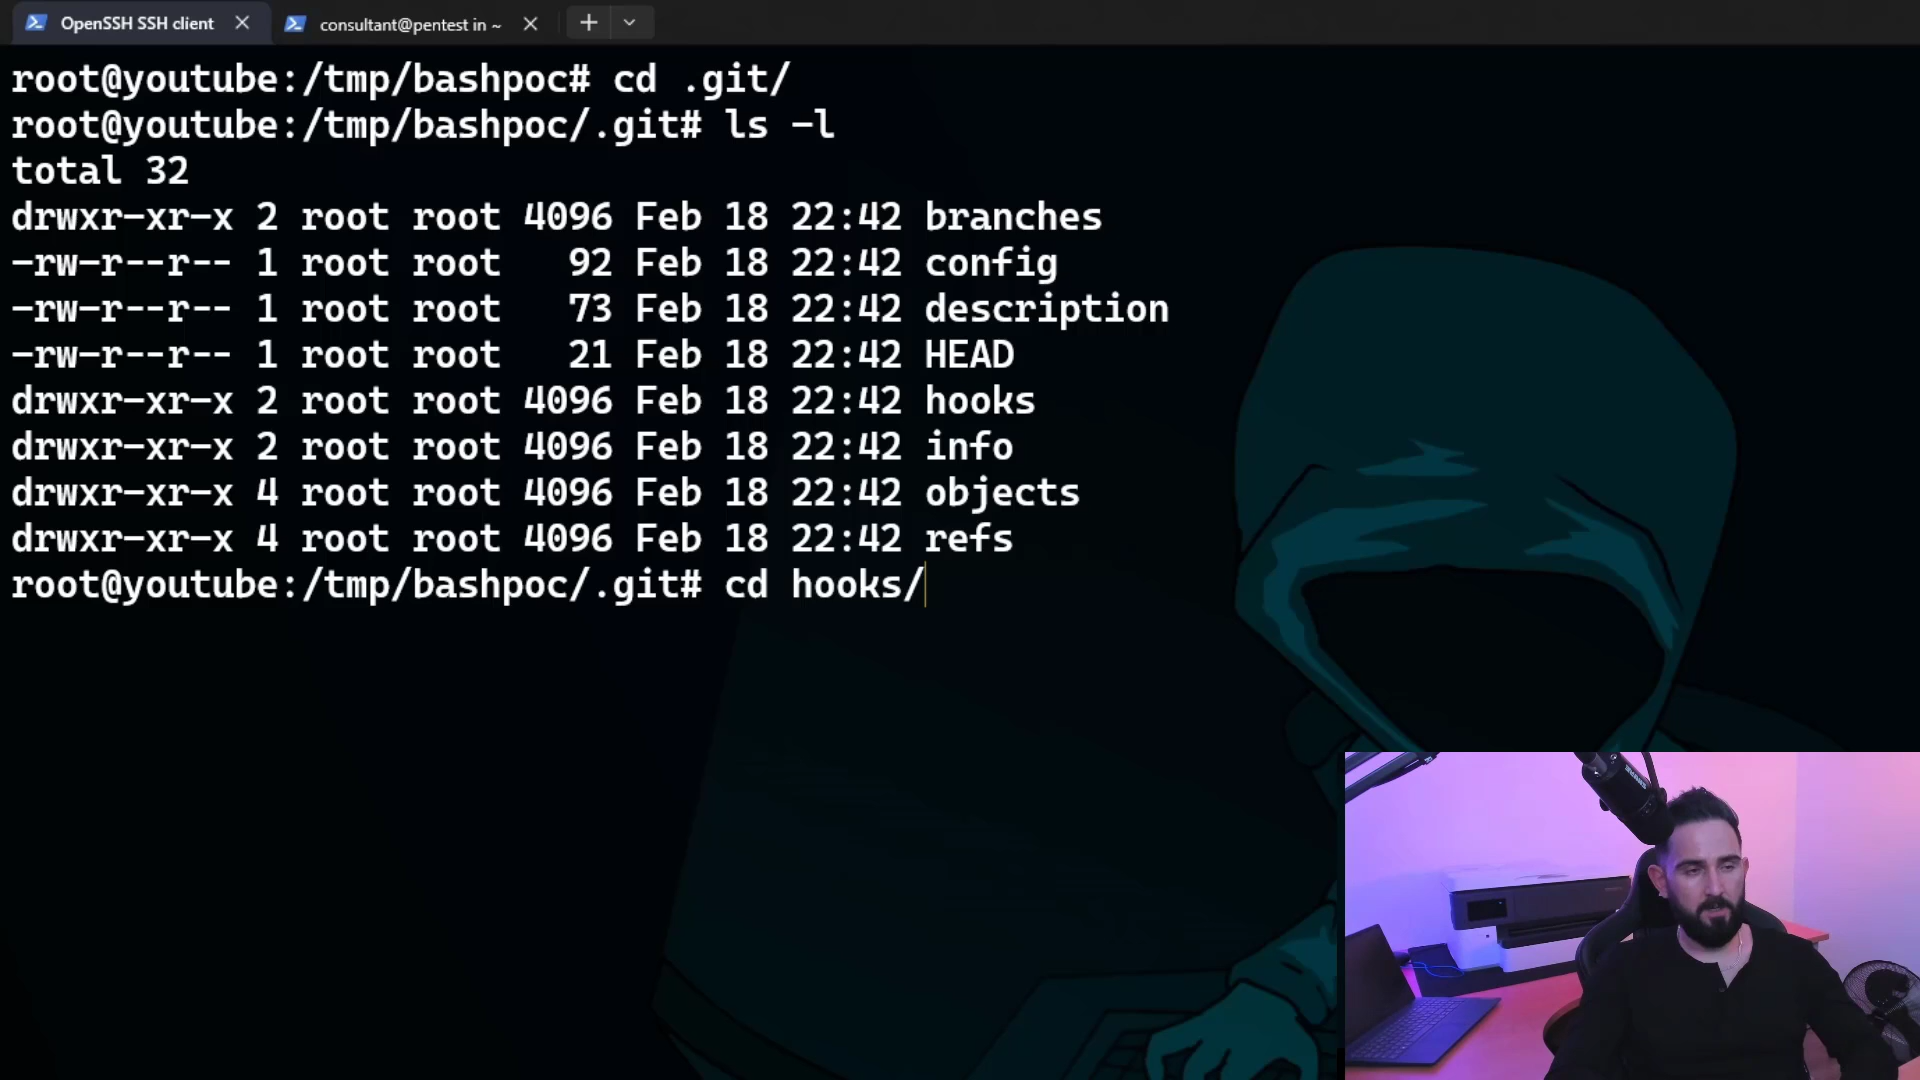 OpenSSH SSH client
consultant@pentest in ~
root@youtube:/tmp/bashpoc# cd .git/
root@youtube:/tmp/bashpoc/.git# ls -l
total 32
drwxr-xr-x 2 root root 4096 Feb 18 22:42 branches
-rw-r--r-- 1 root root   92 Feb 18 22:42 config
-rw-r--r-- 1 root root   73 Feb 18 22:42 description
-rw-r--r-- 1 root root   21 Feb 18 22:42 HEAD
drwxr-xr-x 2 root root 4096 Feb 18 22:42 hooks
drwxr-xr-x 2 root root 4096 Feb 18 22:42 info
drwxr-xr-x 4 root root 4096 Feb 18 22:42 objects
drwxr-xr-x 4 root root 4096 Feb 18 22:42 refs
root@youtube:/tmp/bashpoc/.git# cd hooks/